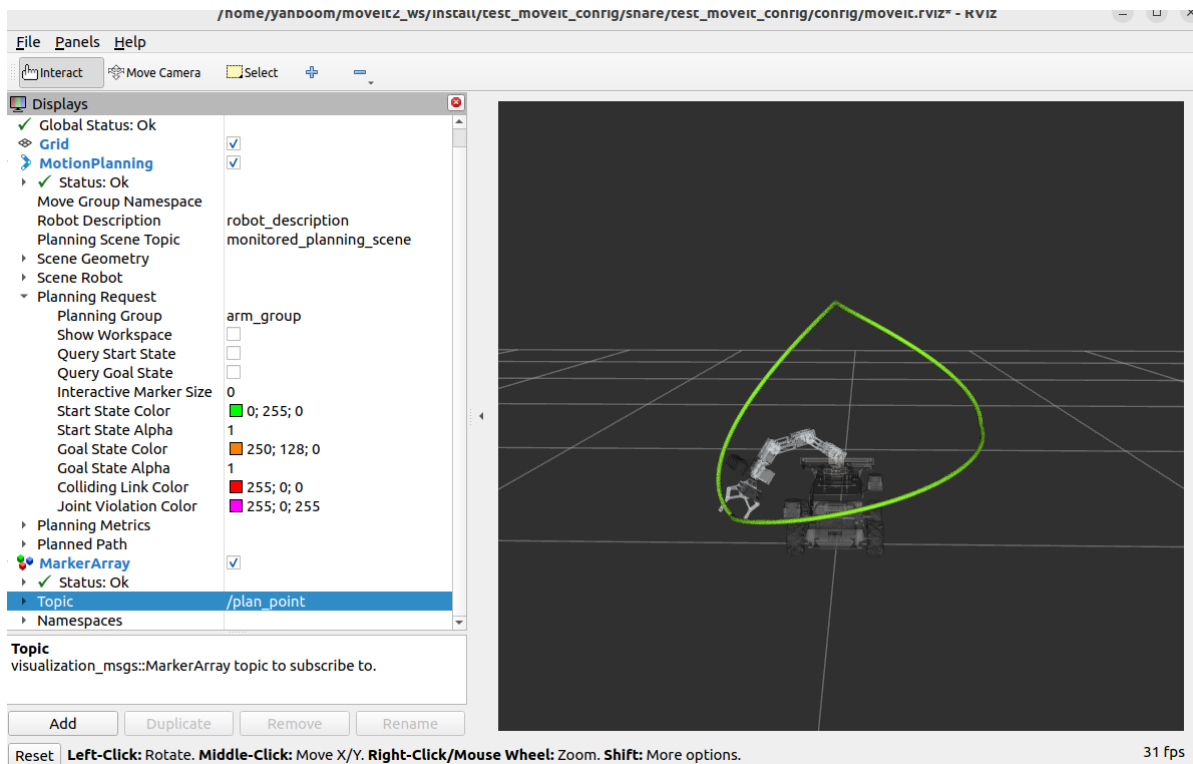 /home/yahboom/moveit2_ws/install/test_moveit_config/share/test_moveit_config/config/moveit.rviz* - RViz
File Panels Help
Interact Move Camera Select
Displays
Global Status: Ok
Grid
MotionPlanning
Status: Ok
Move Group Namespace
Robot Description robot_description
Planning Scene Topic monitored_planning_scene
Scene Geometry
Scene Robot
Planning Request
Planning Group arm_group
Show Workspace
Query Start State
Query Goal State
Interactive Marker Size 0
Start State Color 0; 255; 0
Start State Alpha 1
Goal State Color 250; 128; 0
Goal State Alpha 1
Colliding Link Color 255; 0; 0
Joint Violation Color 255; 0; 255
Planning Metrics
Planned Path
MarkerArray
Status: Ok
Topic /plan_point
Namespaces
Topic
visualization_msgs::MarkerArray topic to subscribe to.
Add Duplicate Remove Rename
Reset Left-Click: Rotate. Middle-Click: Move X/Y. Right-Click/Mouse Wheel: Zoom. Shift: More options. 31 fps